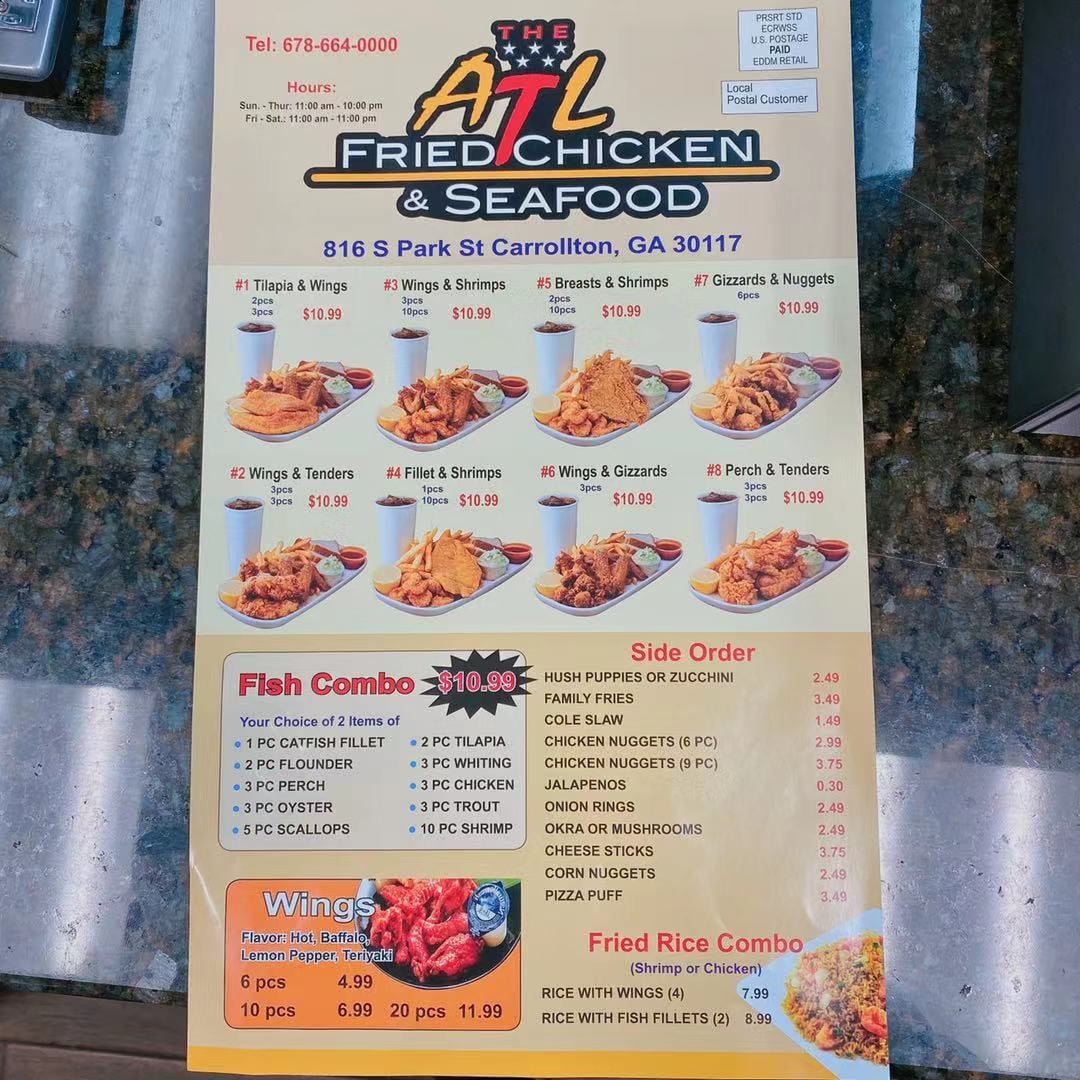 Tel: 678-664-0000
Hours:
Sun. - Thur: 11:00 am - 10:00 pm
Fri - Sat.: 11:00 am - 11:00 pm
THE
ATL
FRIED CHICKEN
& SEAFOOD
PRSRT STD
ECRWSS
U.S. POSTAGE
PAID
EDDM RETAIL
Local
Postal Customer
816 S Park St Carrollton, GA 30117
#1 Tilapia & Wings
2pcs
3pcs
$10.99
#3 Wings & Shrimps
3pcs
10pcs
$10.99
#5 Breasts & Shrimps
2pcs
10pcs
$10.99
#7 Gizzards & Nuggets
6pcs
$10.99
#2 Wings & Tenders
3pcs
3pcs
$10.99
#4 Fillet & Shrimps
1pcs
10pcs
$10.99
#6 Wings & Gizzards
3pcs
$10.99
#8 Perch & Tenders
3pcs
3pcs
$10.99
Fish Combo $10.99
Your Choice of 2 Items of
• 1 PC CATFISH FILLET
• 2 PC FLOUNDER
• 3 PC PERCH
• 3 PC OYSTER
• 5 PC SCALLOPS
• 2 PC TILAPIA
• 3 PC WHITING
• 3 PC CHICKEN
• 3 PC TROUT
• 10 PC SHRIMP
Wings
Flavor: Hot, Baffalo,
Lemon Pepper, Teriyaki
6 pcs 4.99
10 pcs 6.99 20 pcs 11.99
Side Order
HUSH PUPPIES OR ZUCCHINI 2.49
FAMILY FRIES 3.49
COLE SLAW 1.49
CHICKEN NUGGETS (6 PC) 2.99
CHICKEN NUGGETS (9 PC) 3.75
JALAPENOS 0.30
ONION RINGS 2.49
OKRA OR MUSHROOMS 2.49
CHEESE STICKS 3.75
CORN NUGGETS 2.49
PIZZA PUFF 3.49
Fried Rice Combo
(Shrimp or Chicken)
RICE WITH WINGS (4) 7.99
RICE WITH FISH FILLETS (2) 8.99